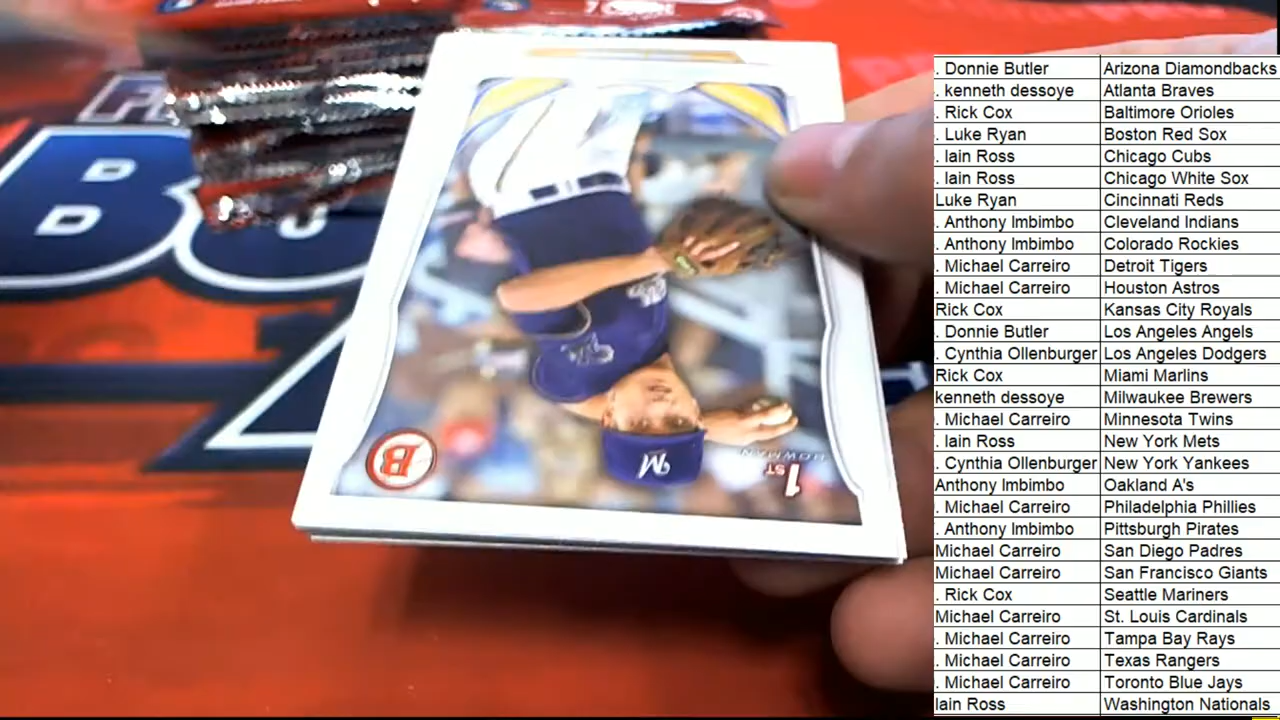 . Donnie Butler Arizona Diamondbacks
. kenneth dessoye Atlanta Braves
. Rick Cox Baltimore Orioles
. Luke Ryan Boston Red Sox
. Iain Ross Chicago Cubs
. Iain Ross Chicago White Sox
Luke Ryan Cincinnati Reds
. Anthony Imbimbo Cleveland Indians
. Anthony Imbimbo Colorado Rockies
. Michael Carreiro Detroit Tigers
. Michael Carreiro Houston Astros
Rick Cox Kansas City Royals
. Donnie Butler Los Angeles Angels
. Cynthia Ollenburger Los Angeles Dodgers
Rick Cox Miami Marlins
kenneth dessoye Milwaukee Brewers
. Michael Carreiro Minnesota Twins
. Iain Ross New York Mets
. Cynthia Ollenburger New York Yankees
Anthony Imbimbo Oakland A's
. Michael Carreiro Philadelphia Phillies
. Anthony Imbimbo Pittsburgh Pirates
Michael Carreiro San Diego Padres
Michael Carreiro San Francisco Giants
. Rick Cox Seattle Mariners
Michael Carreiro St. Louis Cardinals
. Michael Carreiro Tampa Bay Rays
. Michael Carreiro Texas Rangers
. Michael Carreiro Toronto Blue Jays
Iain Ross Washington Nationals
1ST
BOWMAN
M
B